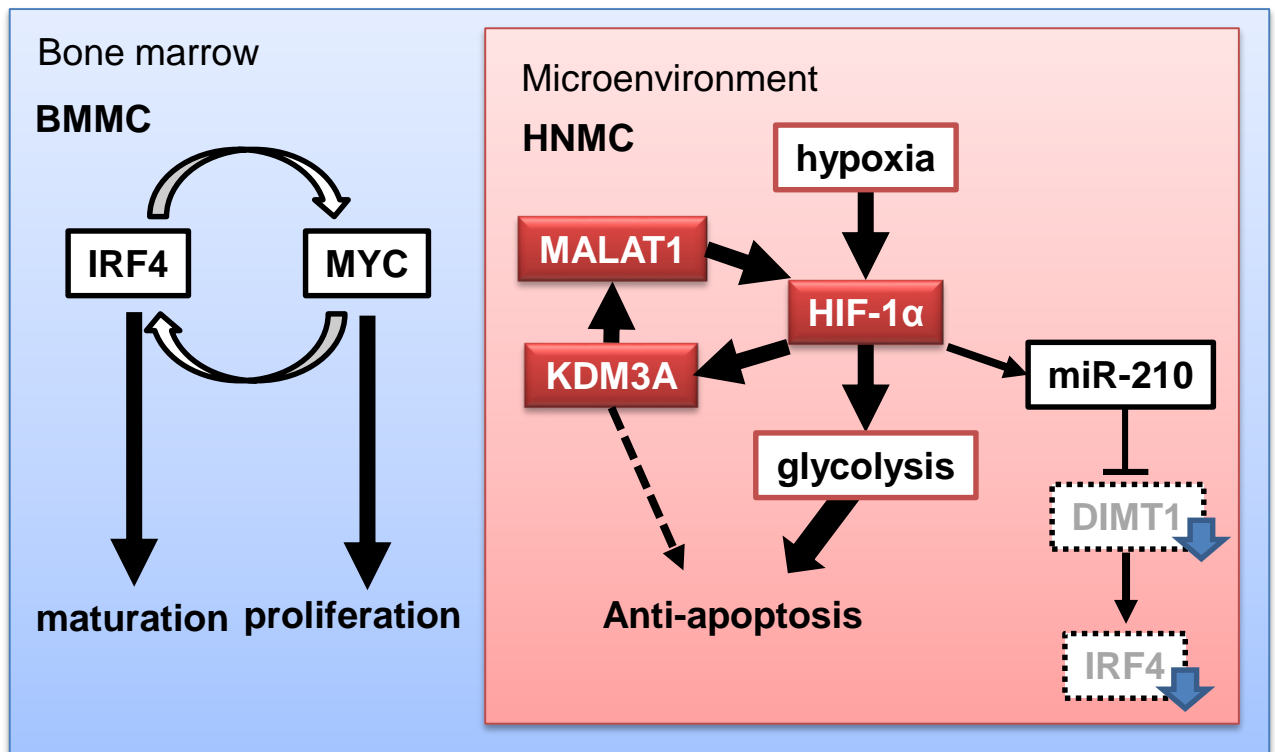 Bone marrow
BMMC
IRF4
MYC
maturation
proliferation
Microenvironment
HNMC
hypoxia
MALAT1
HIF-1α
KDM3A
miR-210
glycolysis
DIMT1
Anti-apoptosis
IRF4